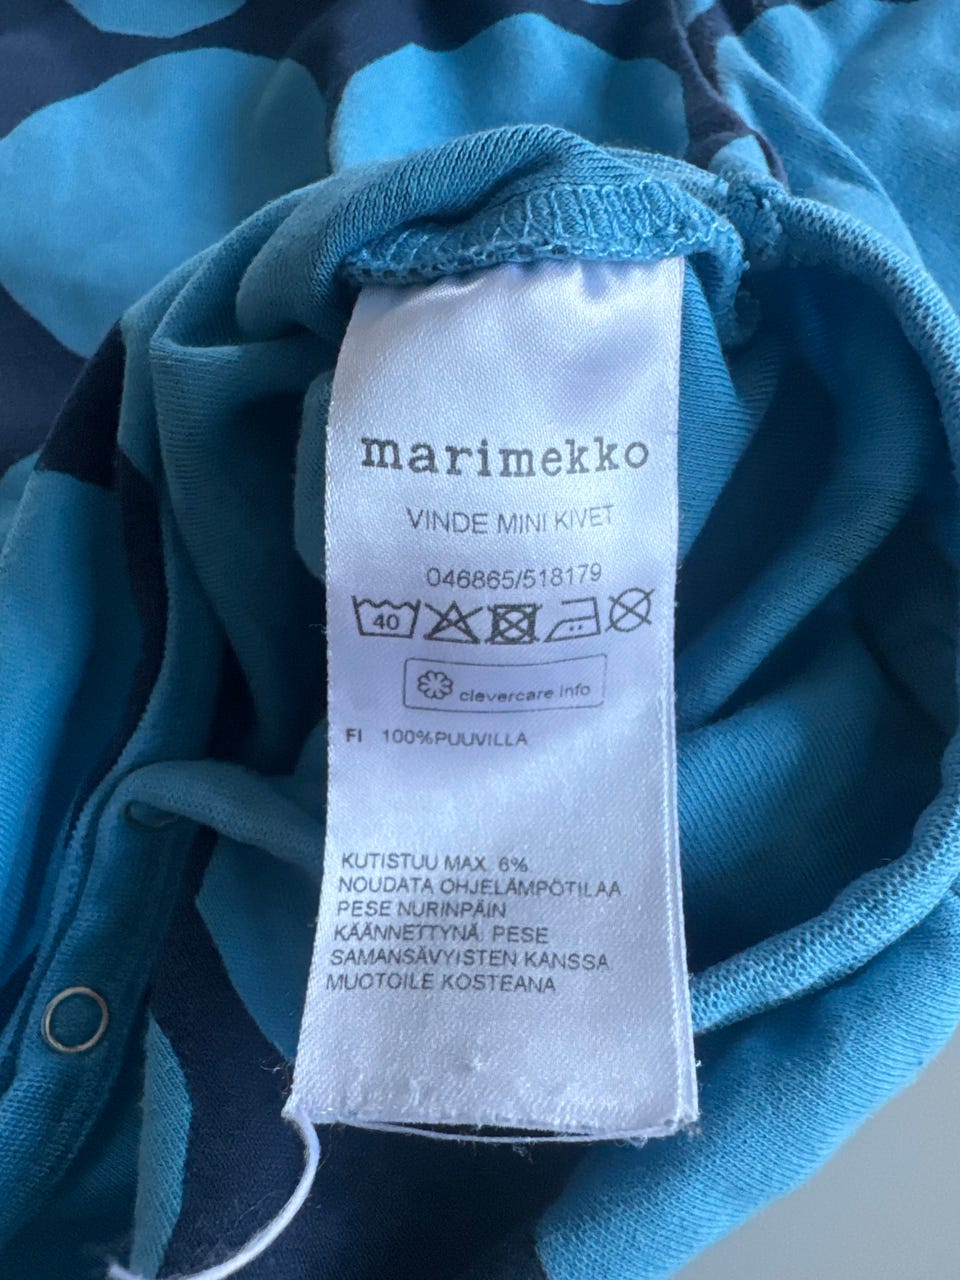 marimekko
VINDE MINI KIVET
046865/518179
40
clevercare.info
FI 100%PUUVILLA
KUTISTUU MAX. 6%
NOUDATA OHJELÄMPÖTILAA
PESE NURINPÄIN
KÄÄNNETTYNÄ. PESE
SAMANSÄVYISTEN KANSSA
MUOTOILE KOSTEANA